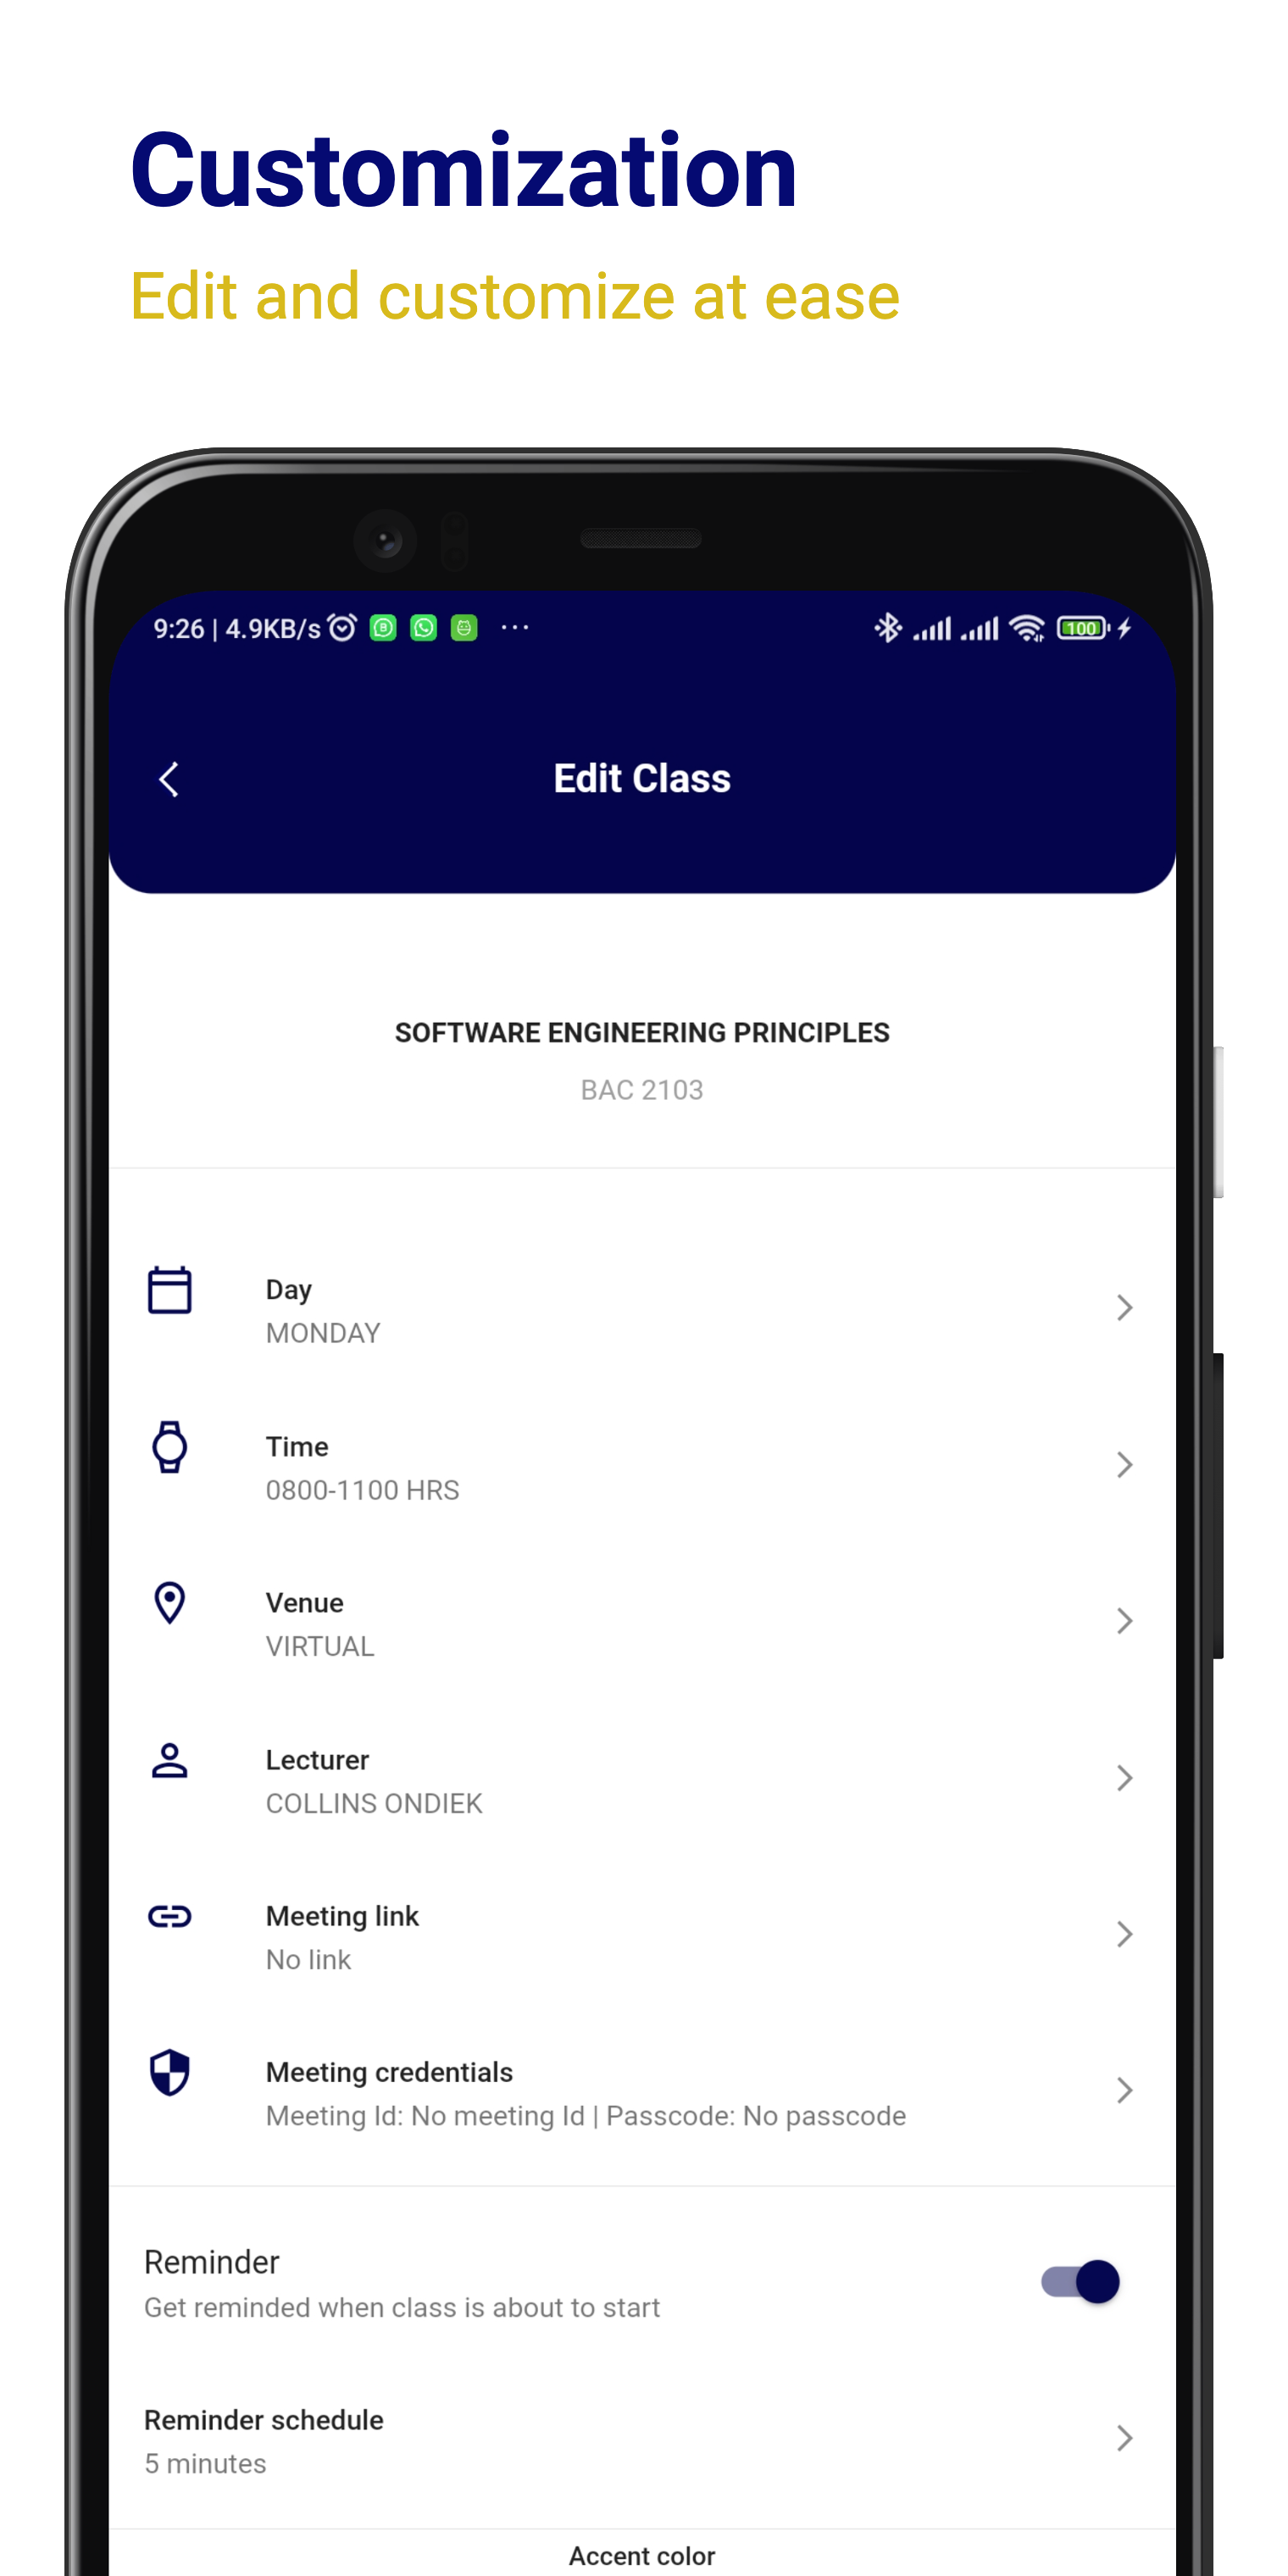 Customization
Edit and customize at ease
9:26 | 4.9KB/s
100
Edit Class
SOFTWARE ENGINEERING PRINCIPLES
BAC 2103
Day
MONDAY
Time
0800-1100 HRS
Venue
VIRTUAL
Lecturer
COLLINS ONDIEK
Meeting link
No link
Meeting credentials
Meeting Id: No meeting Id | Passcode: No passcode
Reminder
Get reminded when class is about to start
Reminder schedule
5 minutes
Accent color